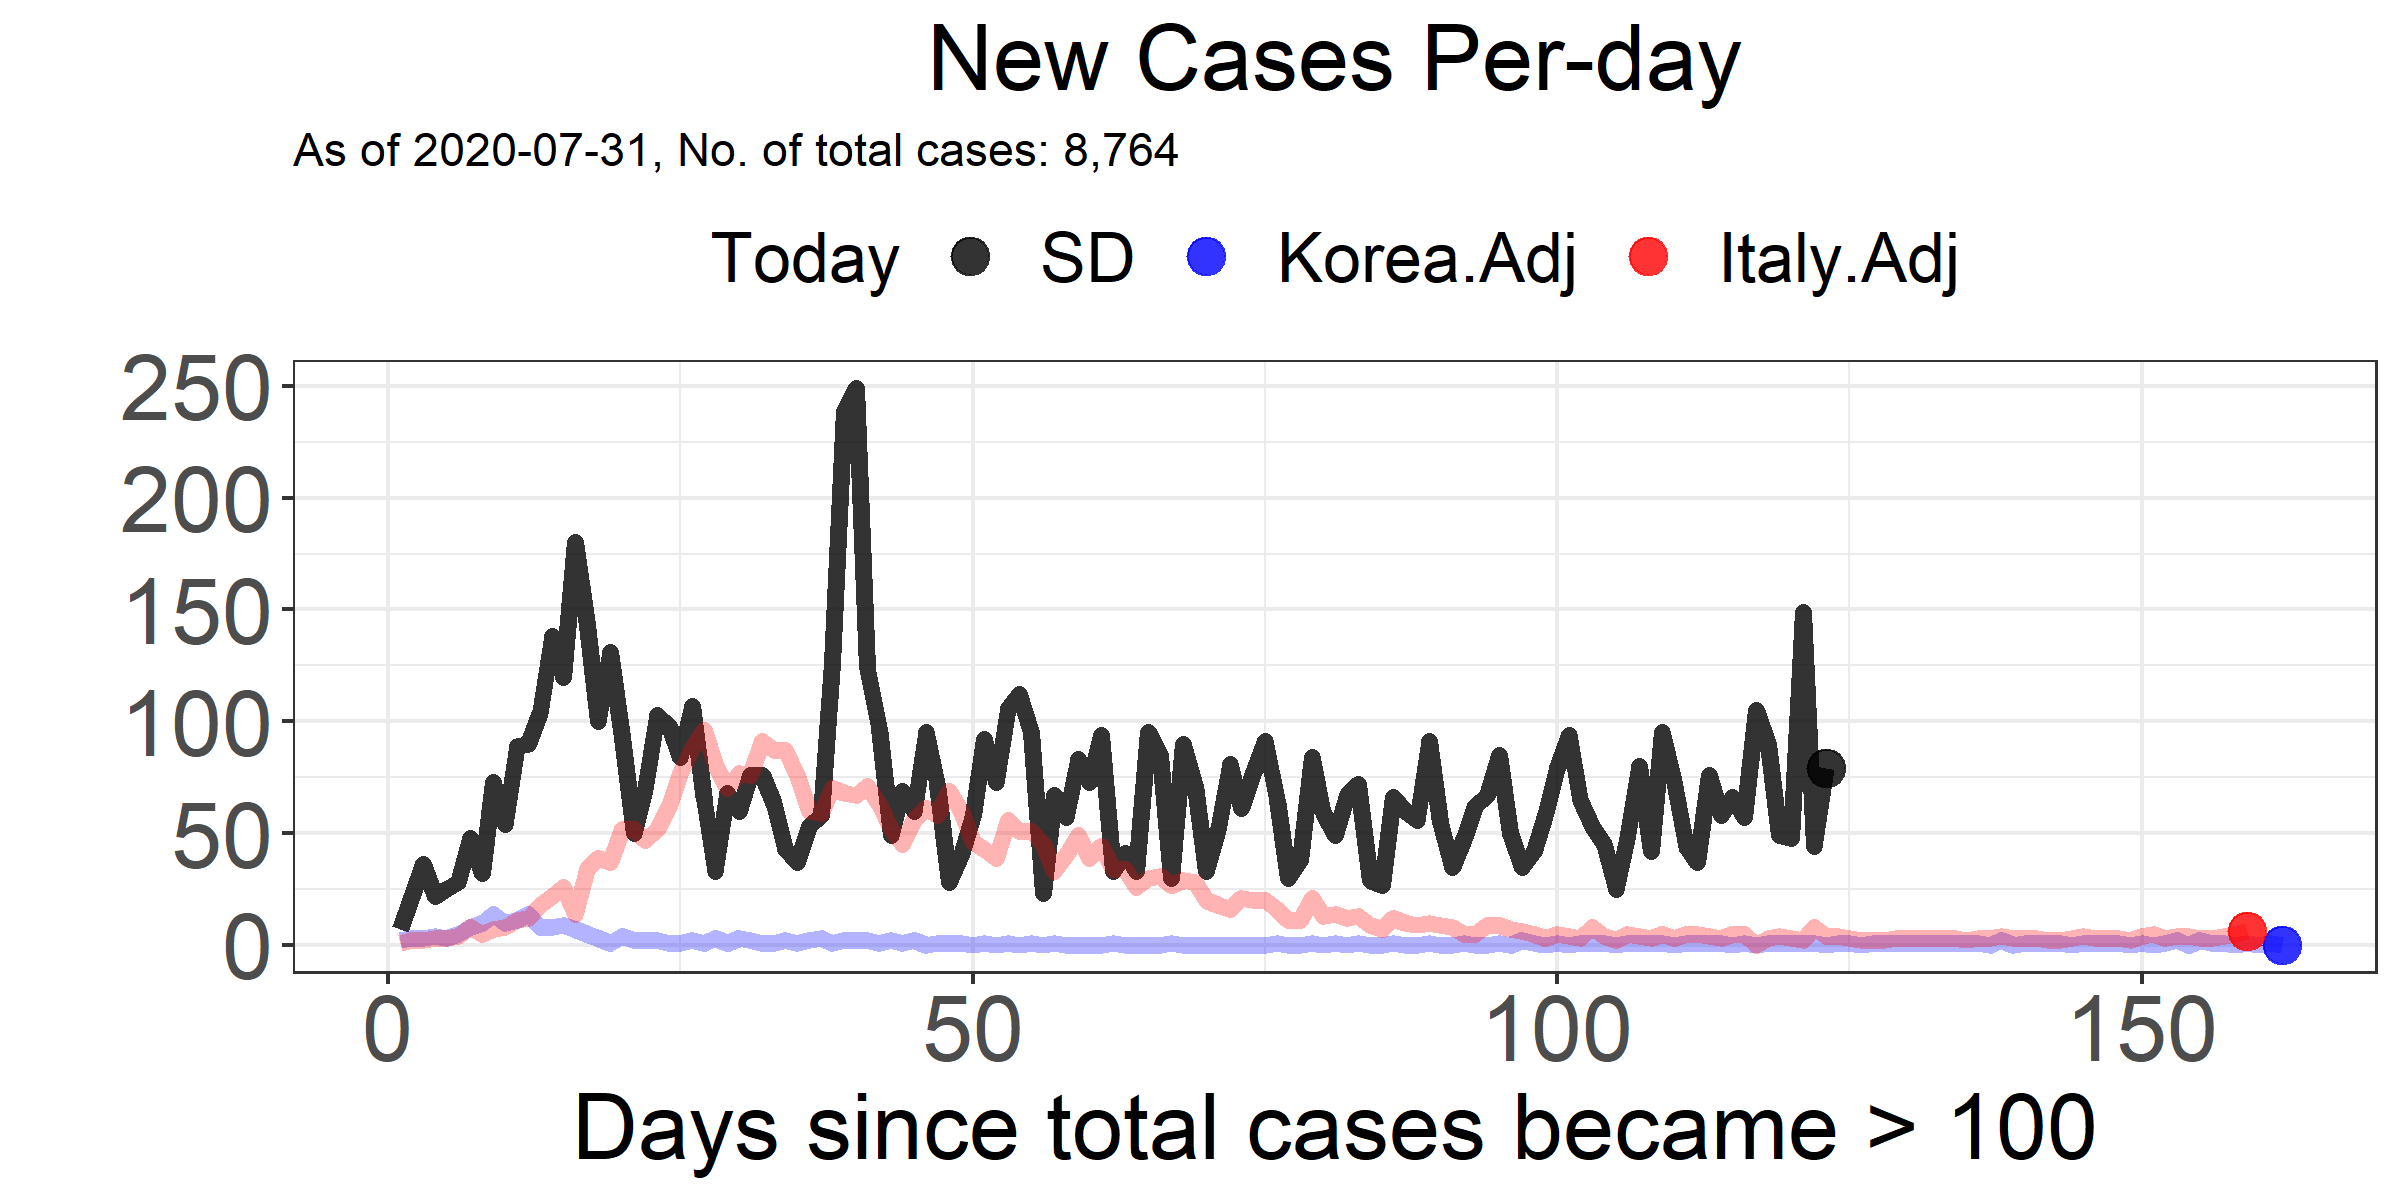 New Cases Per-day
As of 2020-07-31, No. of total cases: 8,764
Today SD Korea.Adj Italy.Adj
250
200
150
100
50
0
0 50 100 150
Days since total cases became > 100